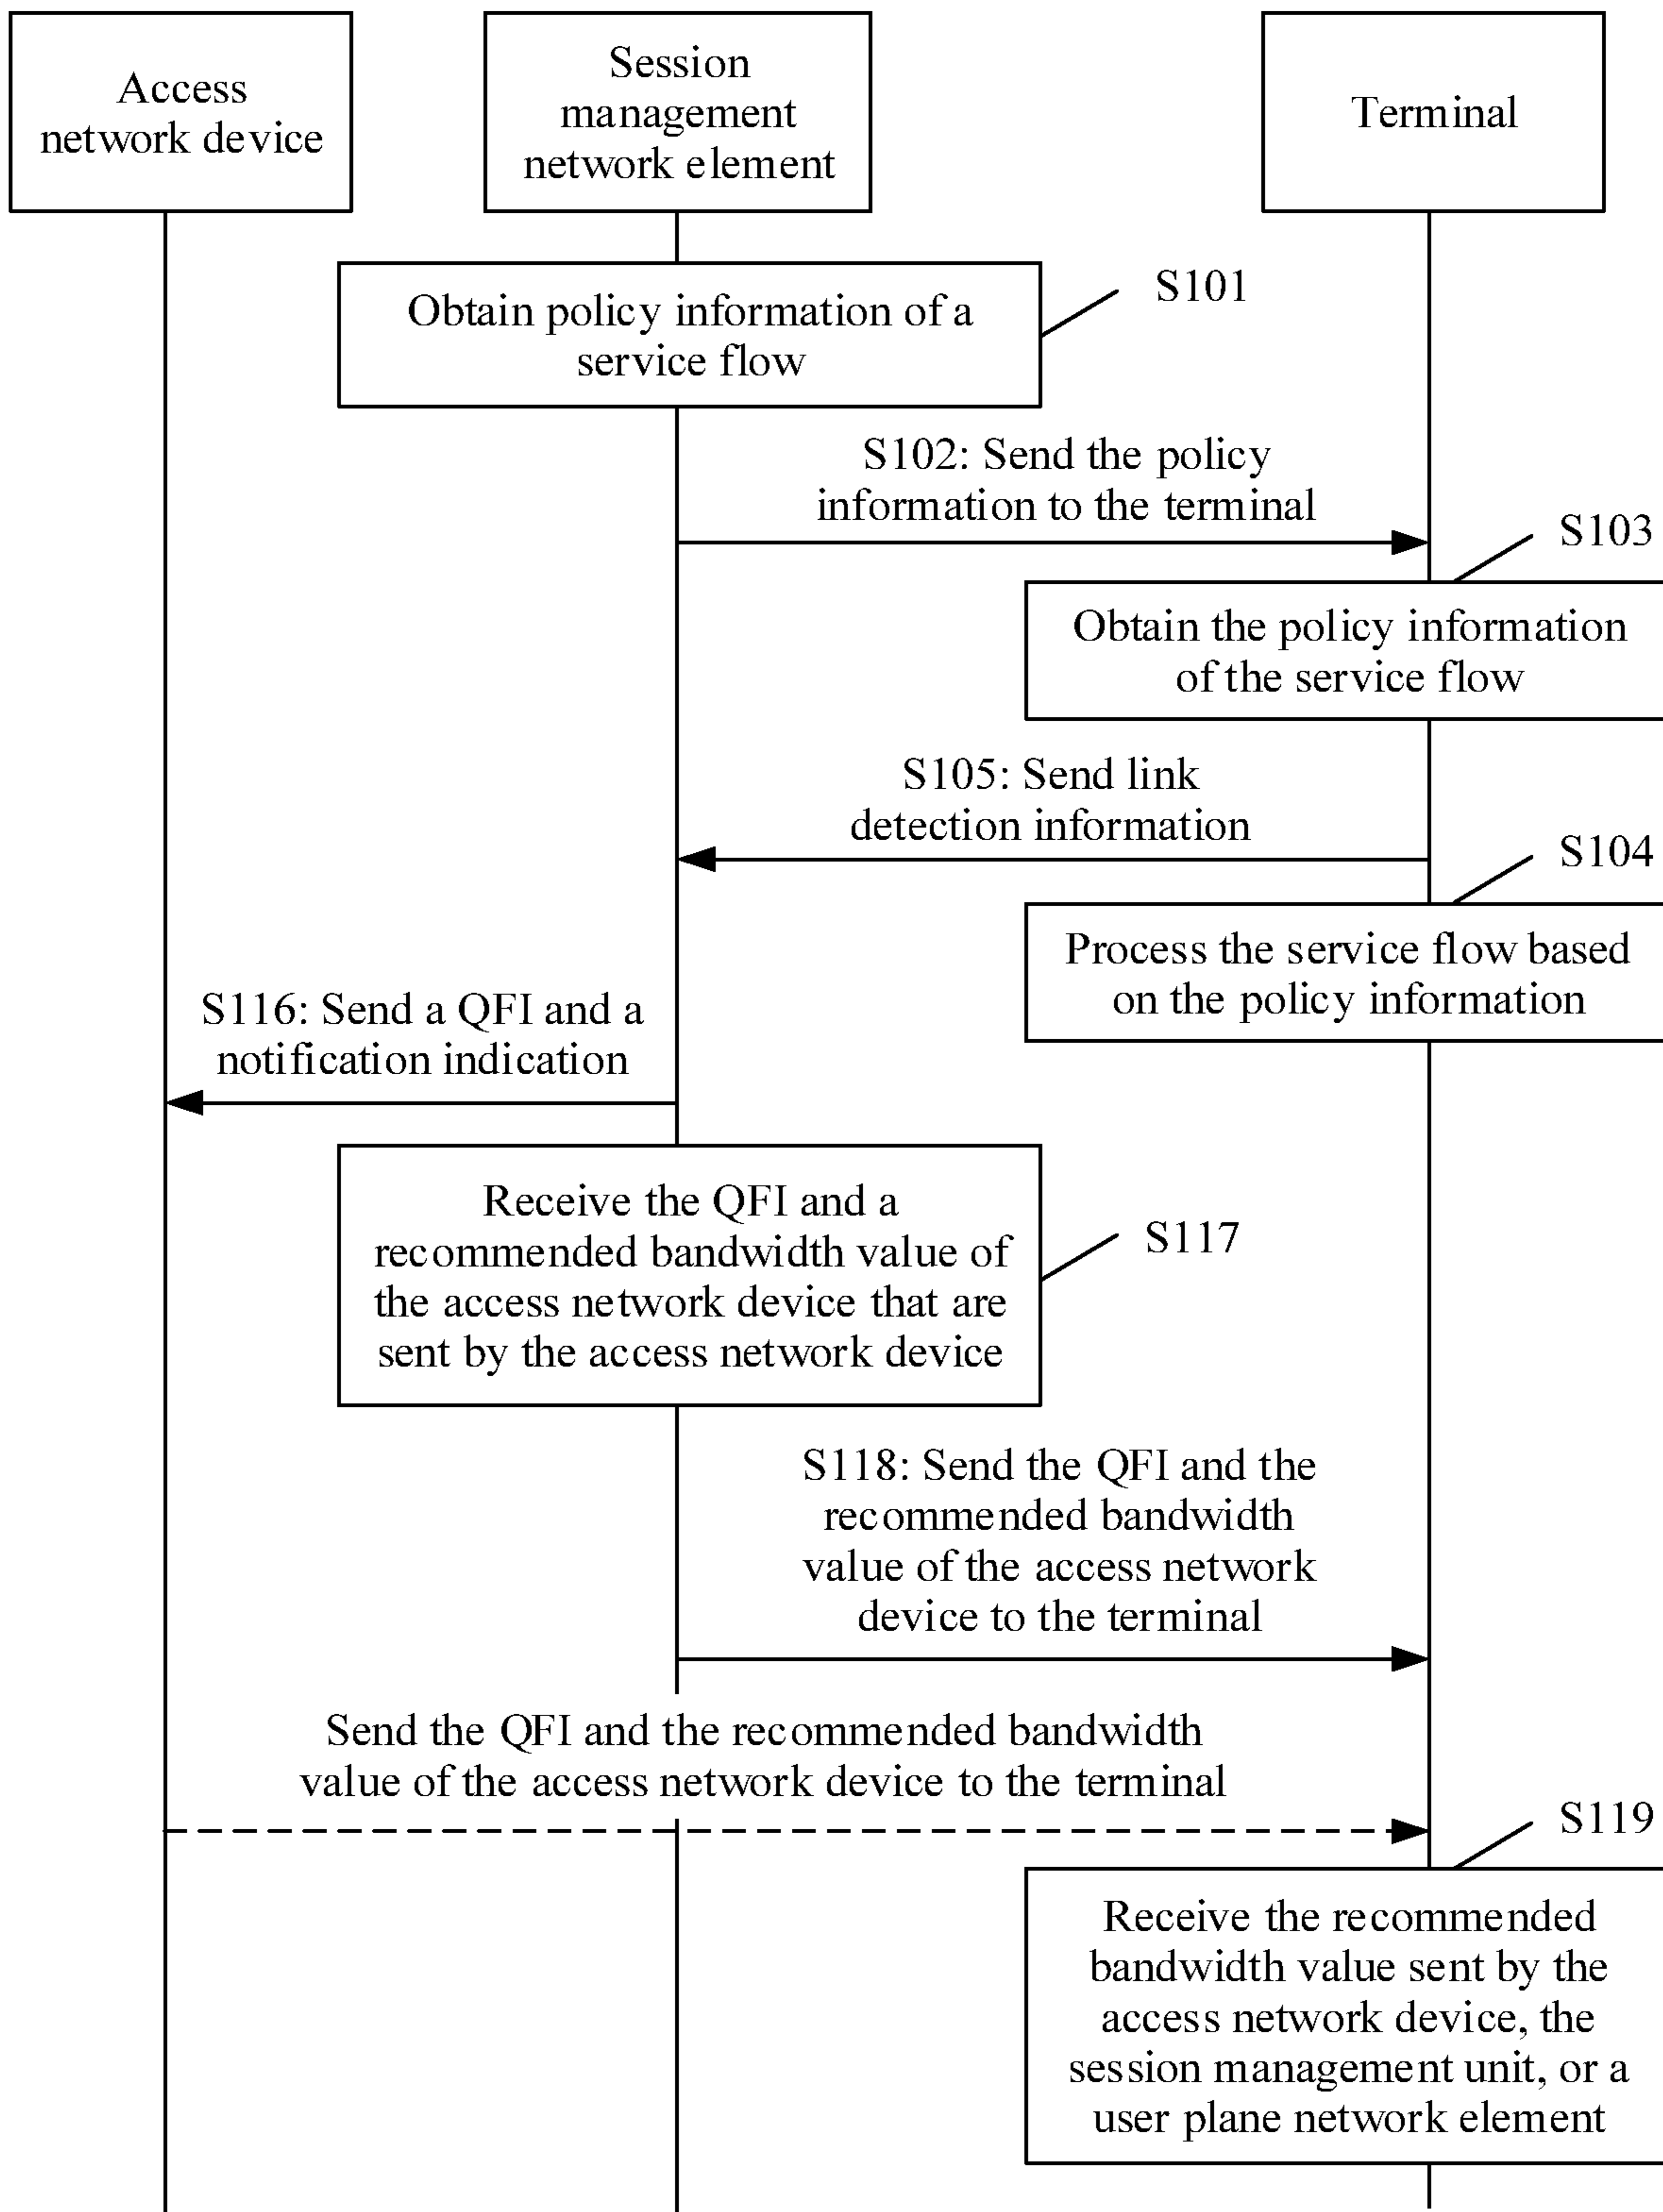 Access
network device
Session
management
network element
Terminal
Obtain policy information of a
service flow
S101
S102: Send the policy
information to the terminal
S103
Obtain the policy information
of the service flow
S105: Send link
detection information
S104
Process the service flow based
on the policy information
S116: Send a QFI and a
notification indication
Receive the QFI and a
recommended bandwidth value of
the access network device that are
sent by the access network device
S117
S118: Send the QFI and the
recommended bandwidth
value of the access network
device to the terminal
Send the QFI and the recommended bandwidth
value of the access network device to the terminal
S119
Receive the recommended
bandwidth value sent by the
access network device, the
session management unit, or a
user plane network element